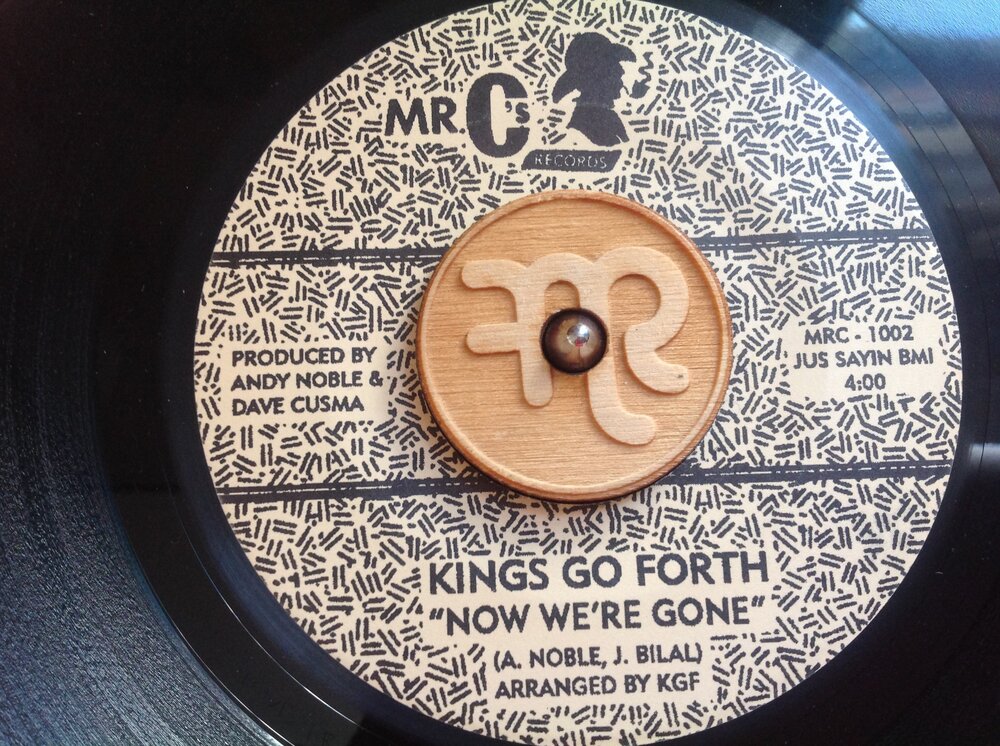 MR. C's
RECORDS
PRODUCED BY
ANDY NOBLE &
DAVE CUSMA
MRC - 1002
JUS SAYIN BMI
4:00
KINGS GO FORTH
"NOW WE'RE GONE"
(A. NOBLE, J. BILAL)
ARRANGED BY KGF